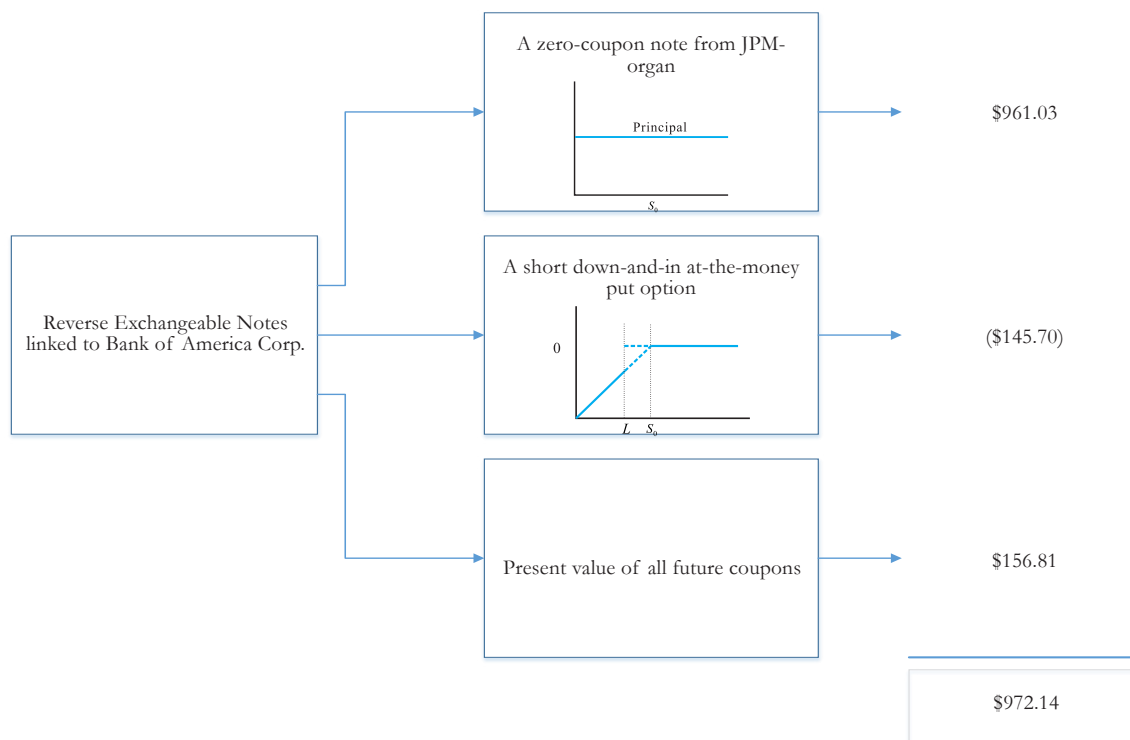 A zero-coupon note from JPM-
organ
Principal
S₀
$961.03
Reverse Exchangeable Notes
linked to Bank of America Corp.
A short down-and-in at-the-money
put option
0
L S₀
($145.70)
Present value of all future coupons
$156.81
$972.14